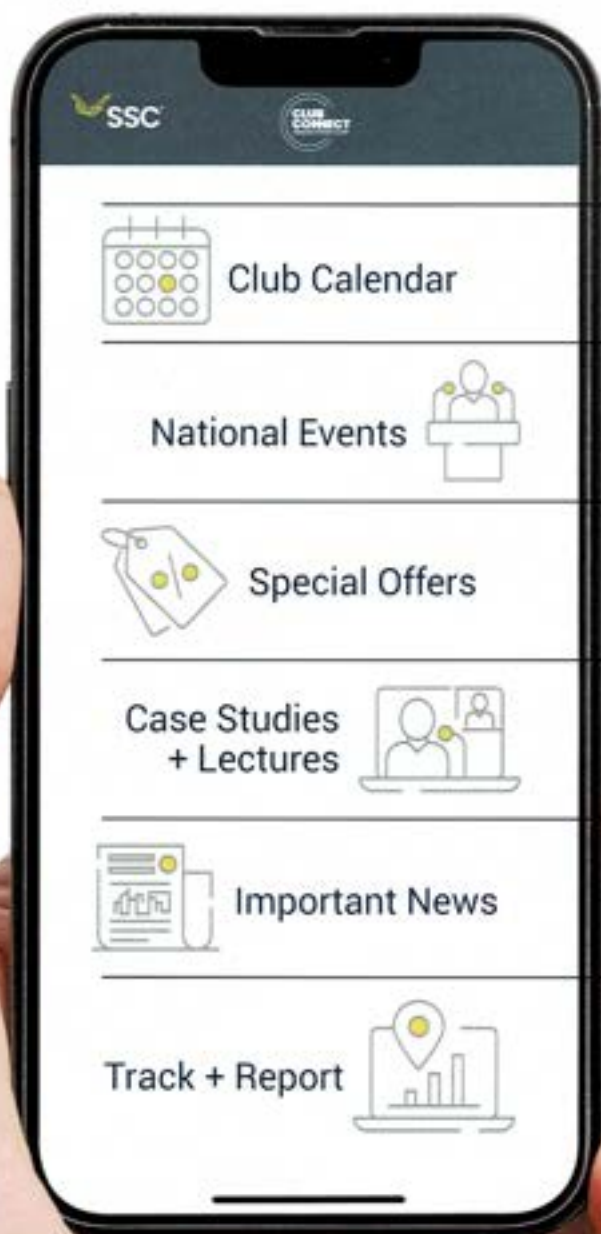 SSC
CLUB
CONNECT
Club Calendar
National Events
Special Offers
Case Studies
+ Lectures
Important News
Track + Report